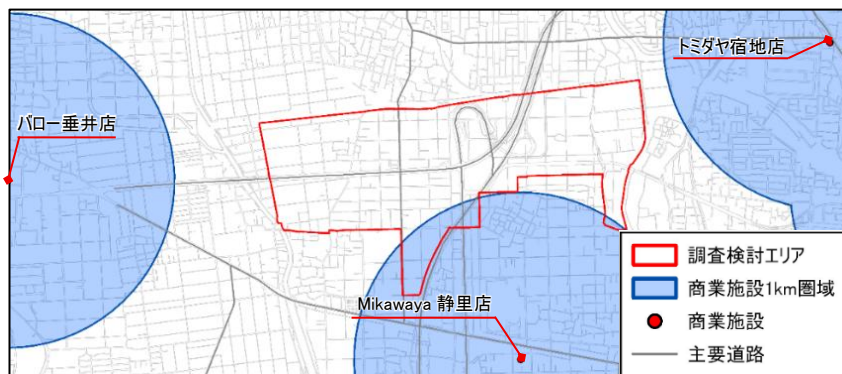 トミダヤ宿地店
バロー垂井店
Mikawaya 静里店
調査検討エリア
商業施設1km圏域
商業施設
主要道路